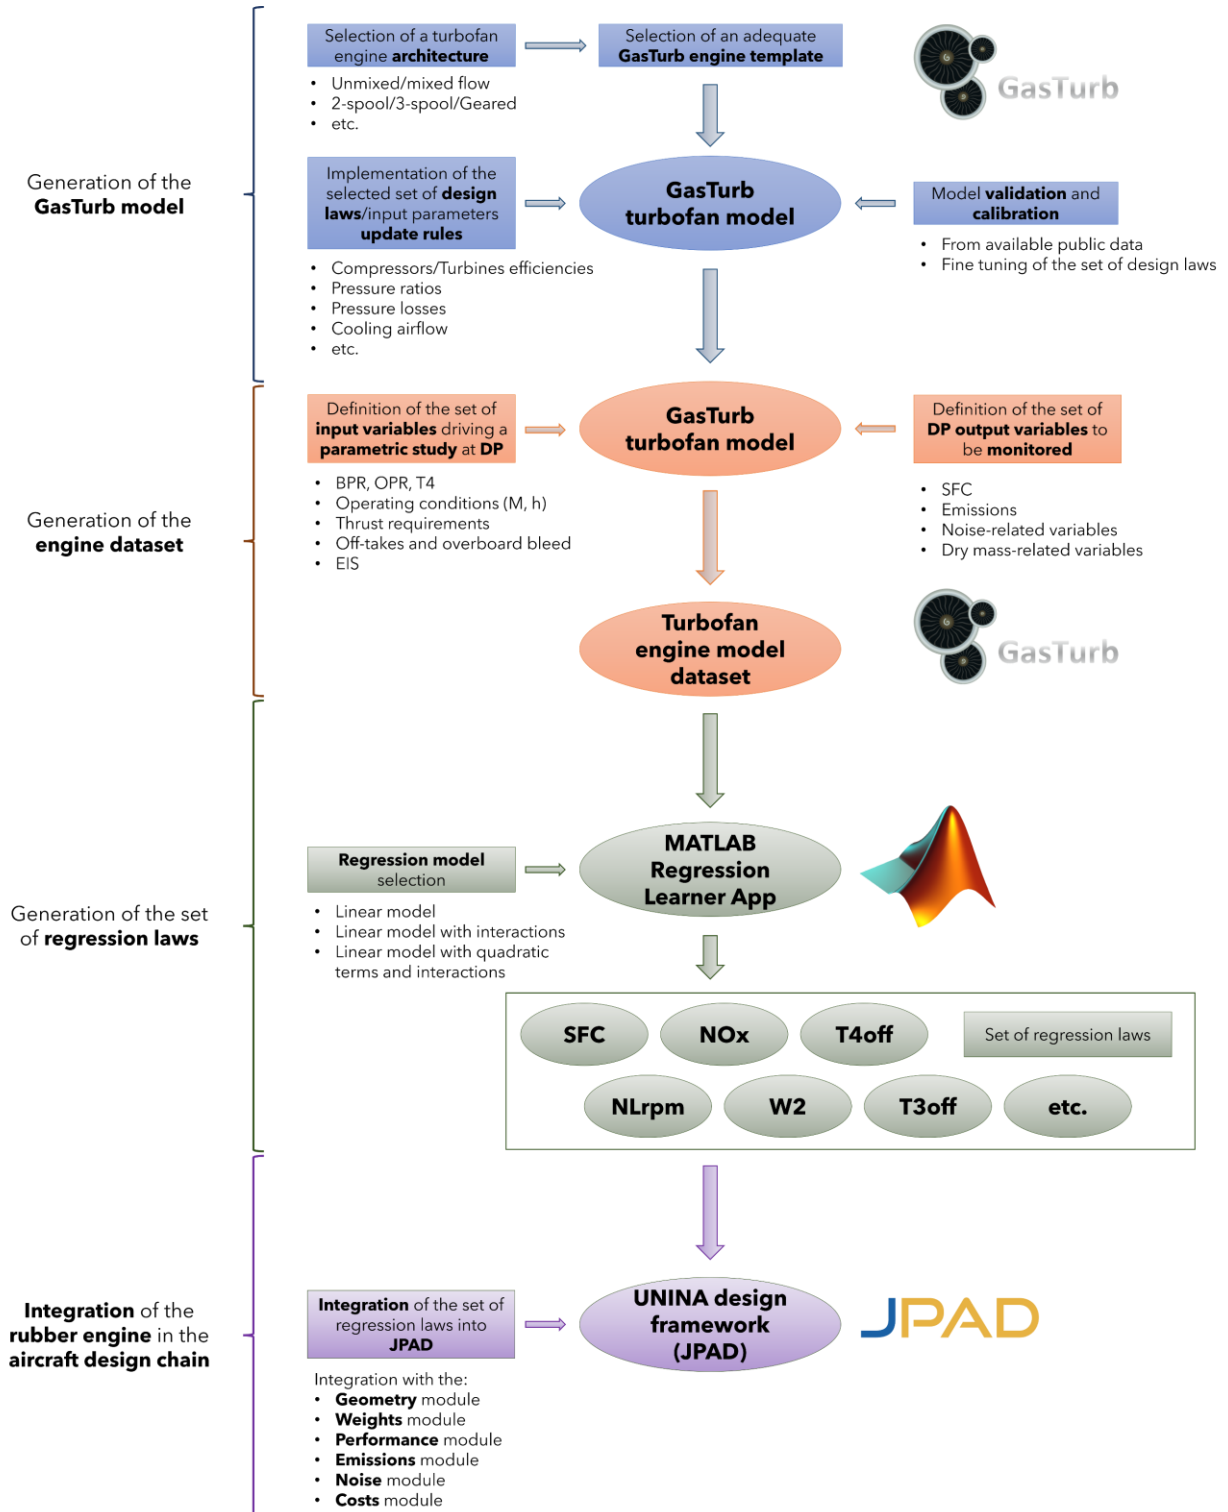 Selection of a turbofan
engine architecture
Selection of an adequate
GasTurb engine template
GasTurb
• Unmixed/mixed flow
• 2-spool/3-spool/Geared
• etc.
Generation of the
GasTurb model
Implementation of the
selected set of design
laws/input parameters
update rules
GasTurb
turbofan model
Model validation and
calibration
• From available public data
• Fine tuning of the set of design laws
• Compressors/Turbines efficiencies
• Pressure ratios
• Pressure losses
• Cooling airflow
• etc.
Definition of the set of
input variables driving a
parametric study at DP
GasTurb
turbofan model
Definition of the set of
DP output variables to
be monitored
• BPR, OPR, T4
• Operating conditions (M, h)
• Thrust requirements
• Off-takes and overboard bleed
• EIS
• SFC
• Emissions
• Noise-related variables
• Dry mass-related variables
Generation of the
engine dataset
Turbofan
engine model
dataset
GasTurb
Regression model
selection
MATLAB
Regression
Learner App
• Linear model
• Linear model with interactions
• Linear model with quadratic
terms and interactions
Generation of the set
of regression laws
SFC
NOx
T4off
Set of regression laws
NLrpm
W2
T3off
etc.
Integration of the
rubber engine in the
aircraft design chain
Integration of the set of
regression laws into
JPAD
UNINA design
framework
(JPAD)
JPAD
Integration with the:
• Geometry module
• Weights module
• Performance module
• Emissions module
• Noise module
• Costs module